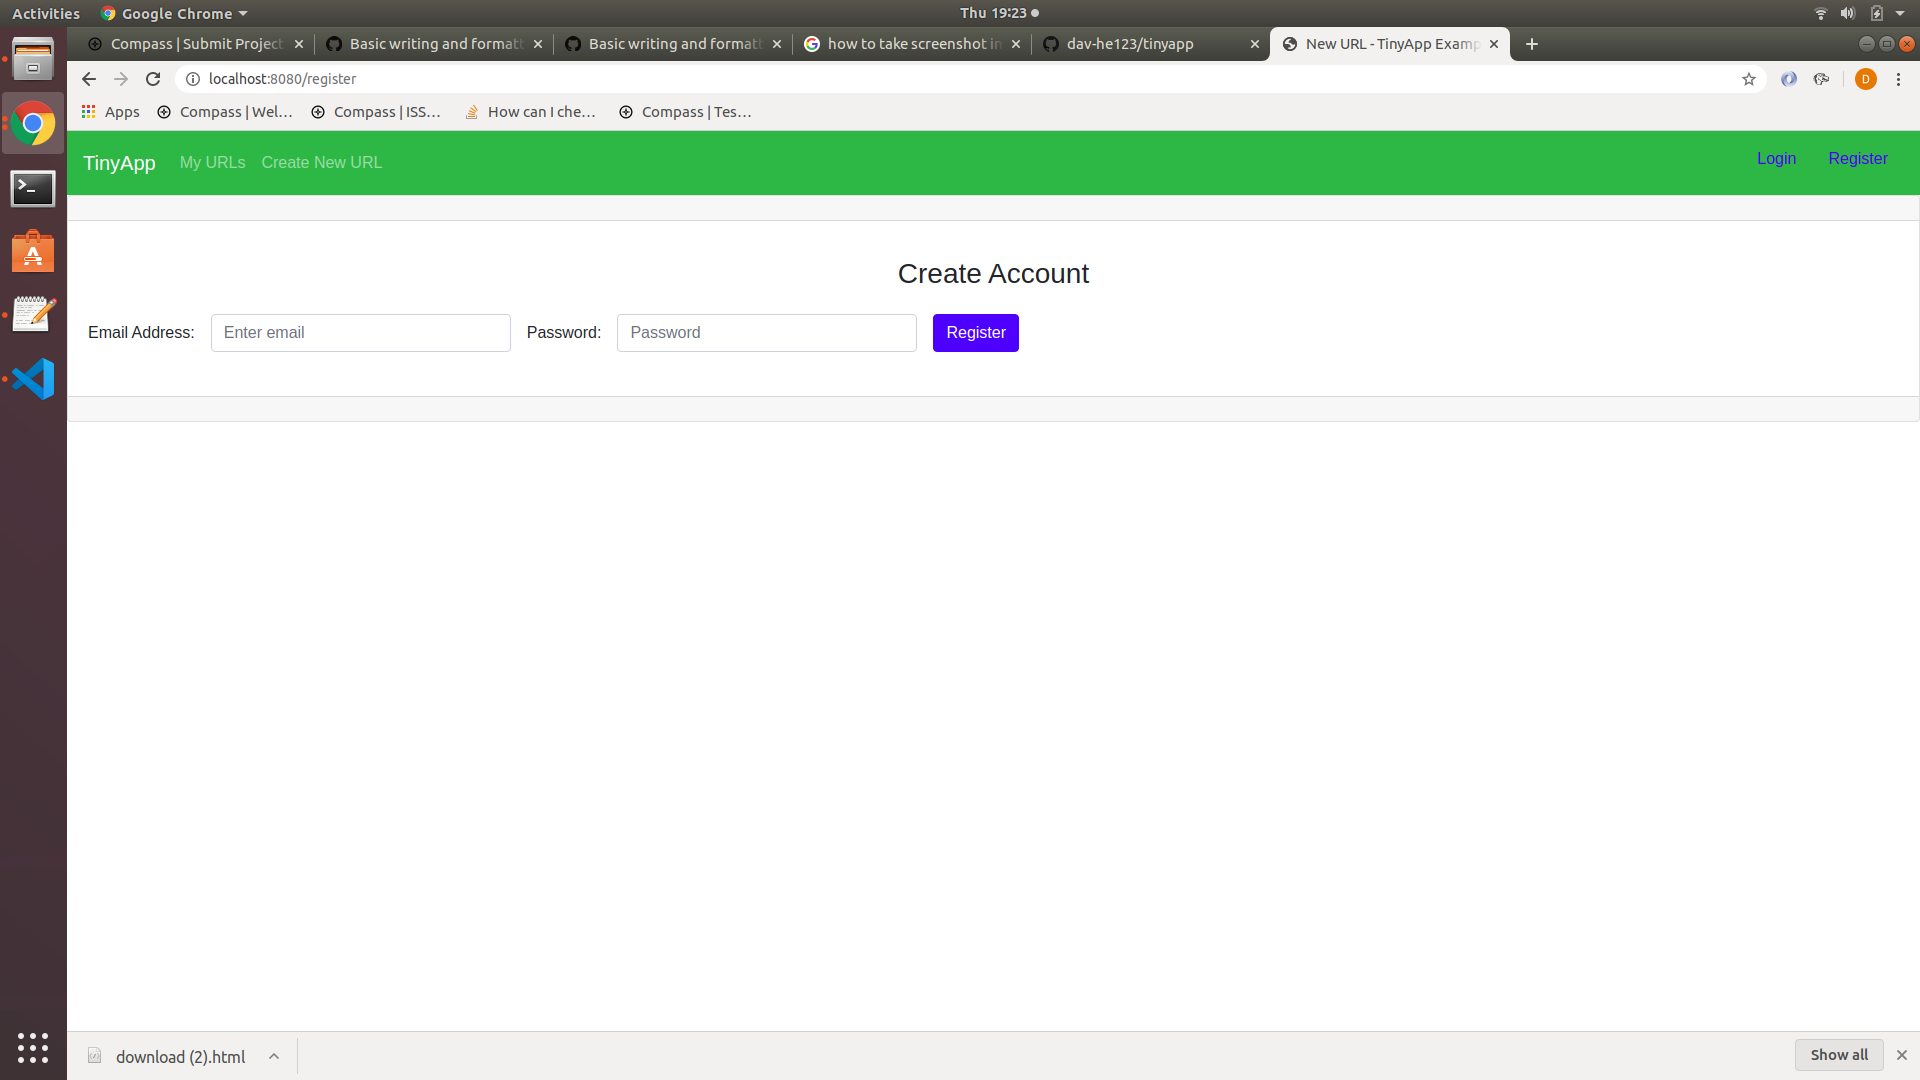 Activities Google Chrome Thu 19:23
Compass | Submit Project Basic writing and formatt Basic writing and formatt how to take screenshot in dav-he123/tinyapp New URL - TinyApp Examp
localhost:8080/register D
Apps Compass | Wel... Compass | ISS... How can I che... Compass | Tes...
TinyApp My URLs Create New URL Login Register
Create Account
Email Address: Enter email Password: Password Register
download (2).html Show all